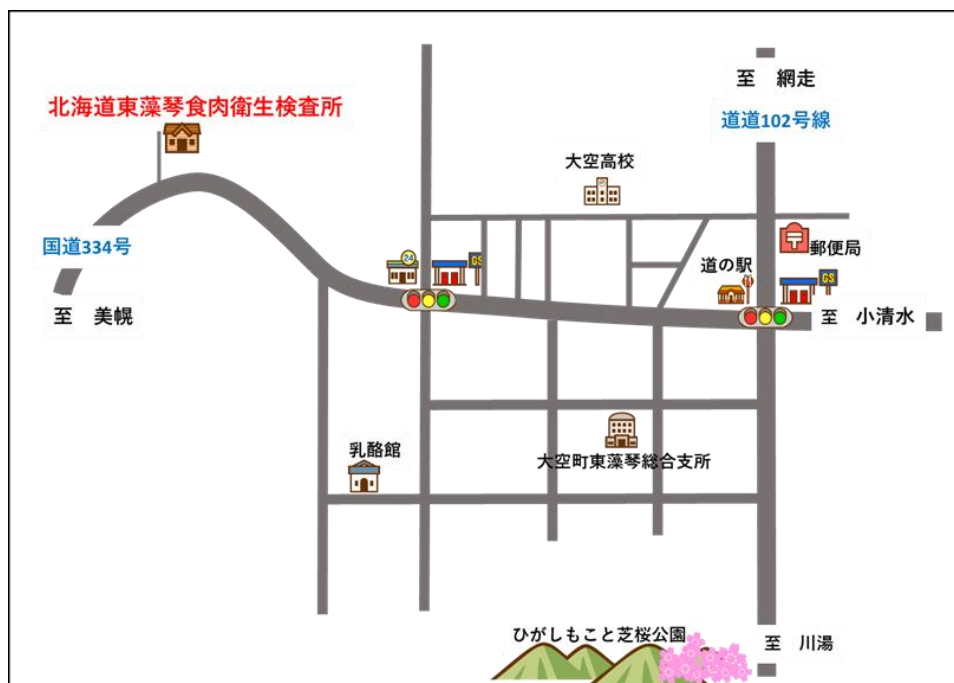 至　網走
北海道東藻琴食肉衛生検査所
道道102号線
大空高校
国道334号
郵便局
24
GS
道の駅
GS
至　美幌
至　小清水
乳酪館
大空町東藻琴総合支所
ひがしもこと芝桜公園
至　川湯